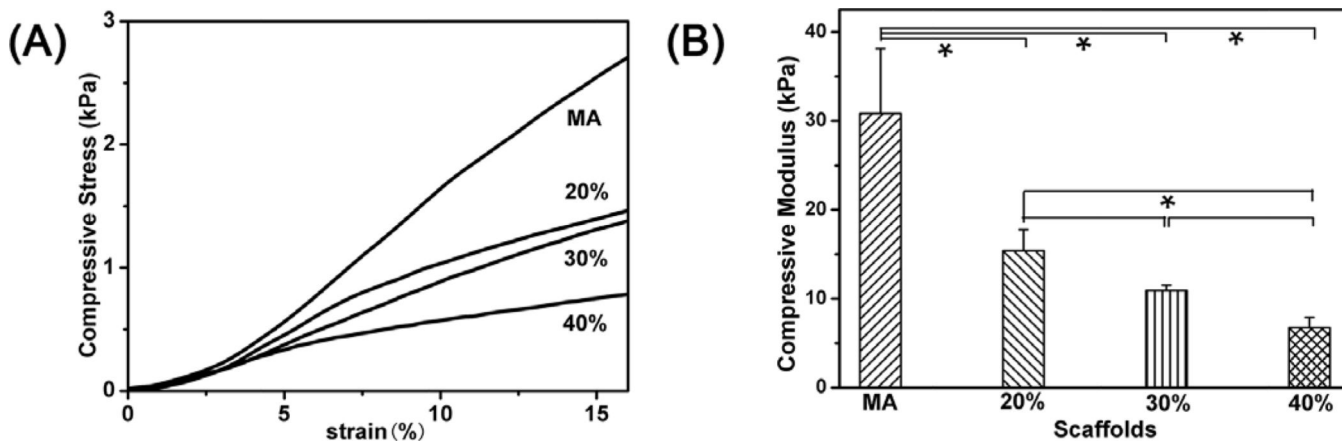 (A)
Compressive Stress (kPa)
3
2
1
0
MA
20%
30%
40%
0
5
10
15
strain(%)
(B)
Compressive Modulus (kPa)
40
30
20
10
0
*
*
*
*
MA
20%
30%
40%
Scaffolds